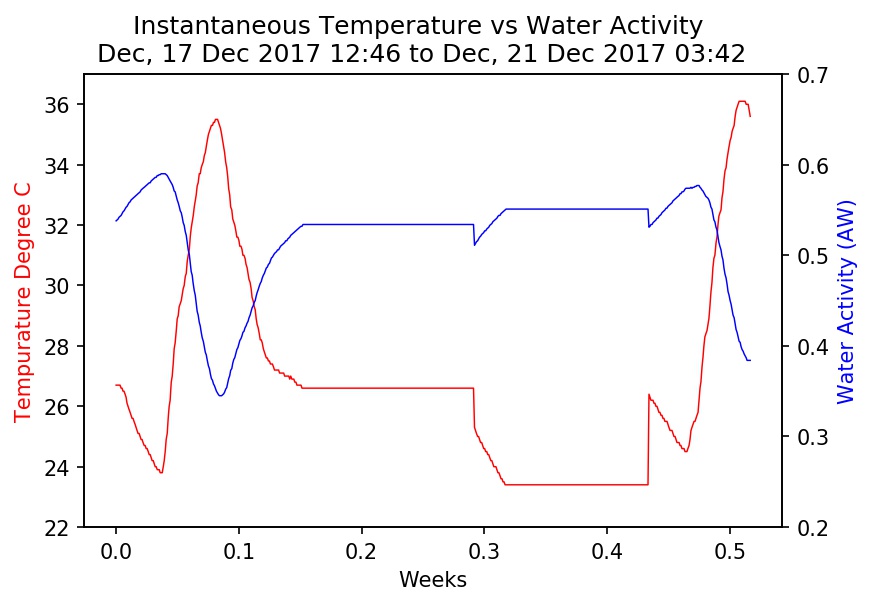 Instantaneous Temperature vs Water Activity
Dec, 17 Dec 2017 12:46 to Dec, 21 Dec 2017 03:42
Tempurature Degree C
36
34
32
30
28
26
24
22
0.7
0.6
0.5
0.4
0.3
0.2
Water Activity (AW)
0.0 0.1 0.2 0.3 0.4 0.5
Weeks